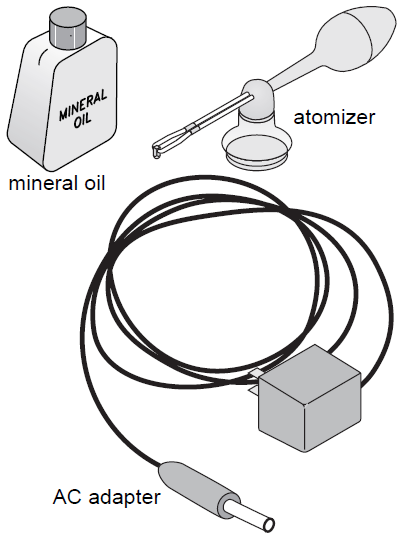 MINERAL
OIL
atomizer
mineral oil
AC adapter